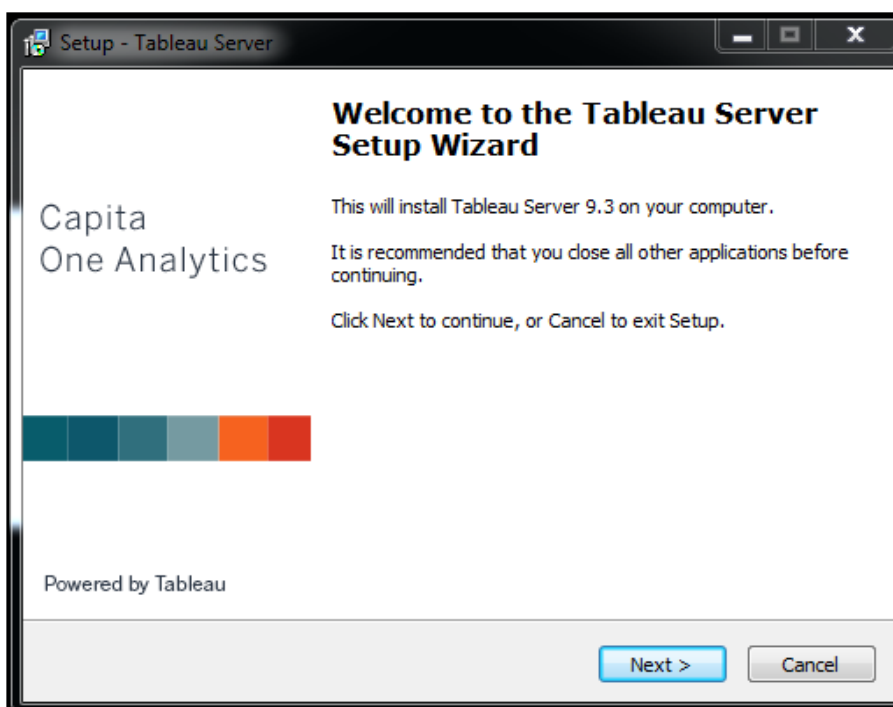 Setup - Tableau Server
Welcome to the Tableau Server
Setup Wizard
This will install Tableau Server 9.3 on your computer.
It is recommended that you close all other applications before
continuing.
Click Next to continue, or Cancel to exit Setup.
Capita
One Analytics
Powered by Tableau
Next >
Cancel